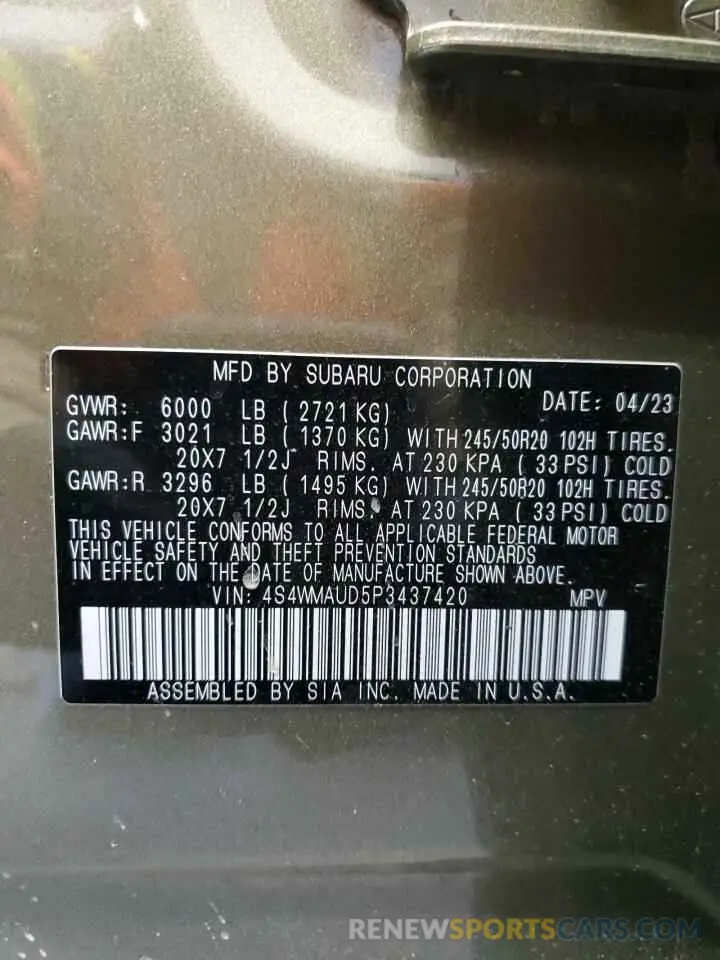 MFD BY SUBARU CORPORATION
GVWR: 6000 LB ( 2721 KG) DATE: 04/23
GAWR:F 3021 LB ( 1370 KG) WITH 245/50R20 102H TIRES.
20X7 1/2J RIMS. AT 230 KPA ( 33 PSI) COLD
GAWR:R 3296 LB ( 1495 KG) WITH 245/50R20 102H TIRES.
20X7 1/2J RIMS. AT 230 KPA ( 33 PSI) COLD
THIS VEHICLE CONFORMS TO ALL APPLICABLE FEDERAL MOTOR
VEHICLE SAFETY AND THEFT PREVENTION STANDARDS
IN EFFECT ON THE DATE OF MANUFACTURE SHOWN ABOVE.
VIN: 4S4WMAUD5P3437420 MPV
ASSEMBLED BY SIA INC. MADE IN U.S.A.
RENEWSPORTSCARS.COM